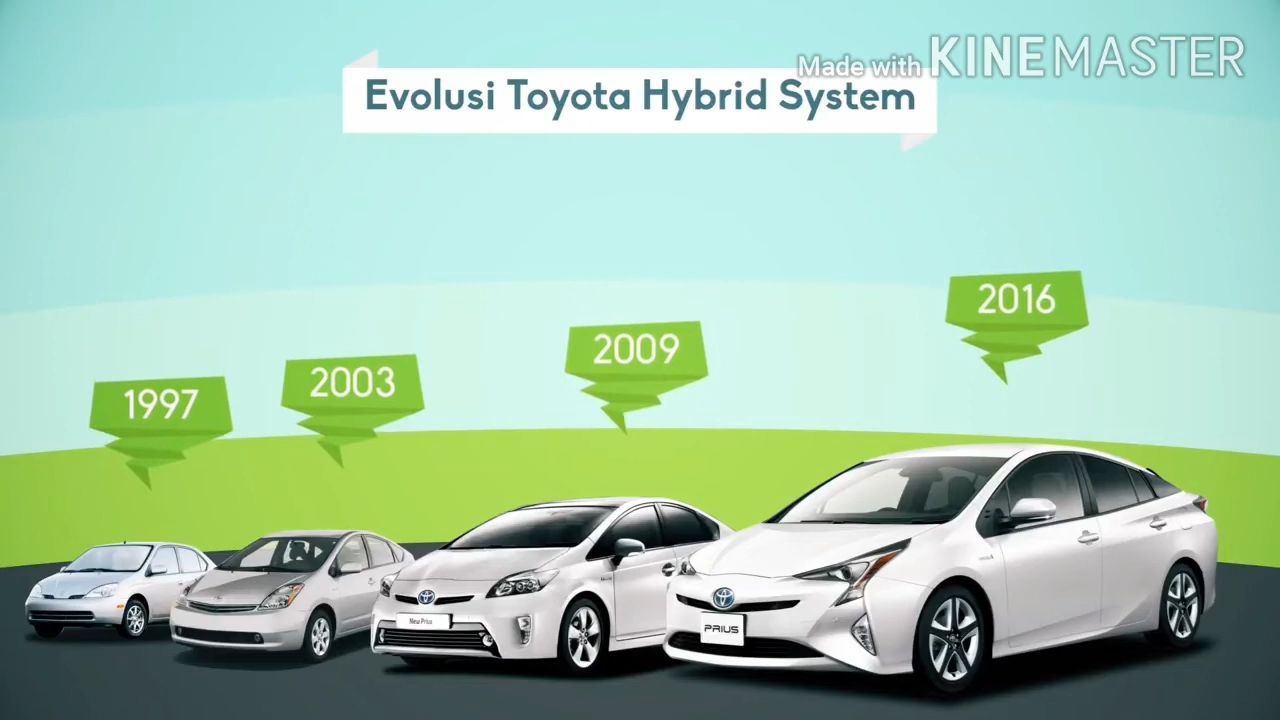 Made with KINEMASTER
Evolusi Toyota Hybrid System
2016
2009
2003
1997
New Prius
PRIUS